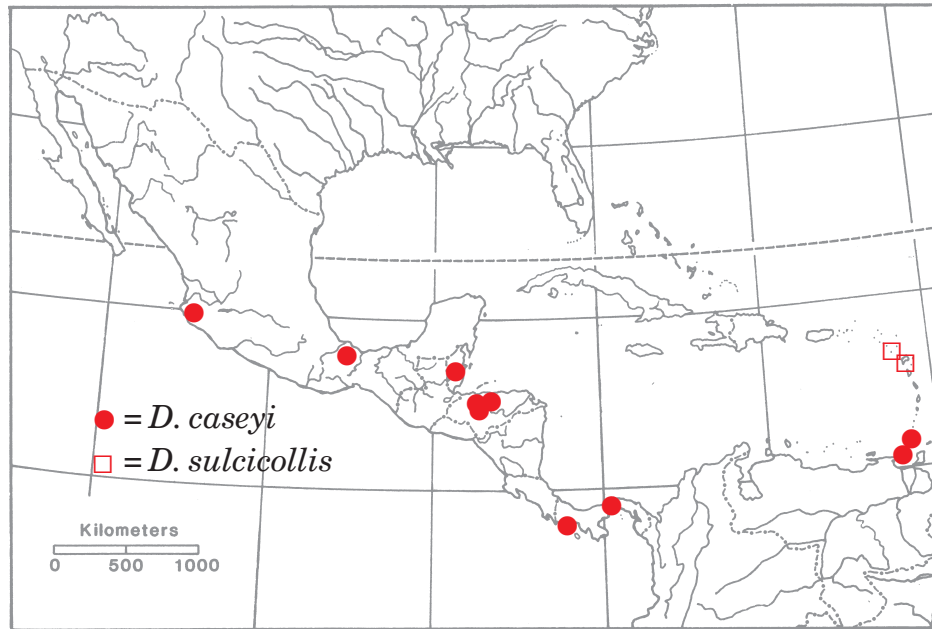 = D. caseyi
= D. sulcicollis
Kilometers
0 500 1000